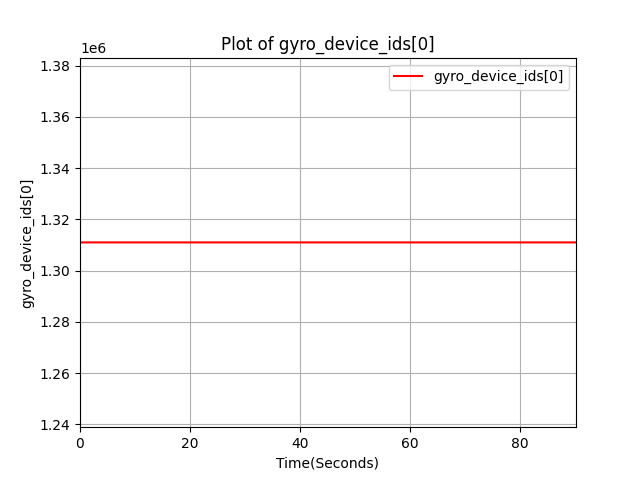 Plot of gyro_device_ids[0]
1e6
gyro_device_ids[0]
1.38
1.36
1.34
1.32
1.30
1.28
1.26
1.24
gyro_device_ids[0]
0 20 40 60 80
Time(Seconds)